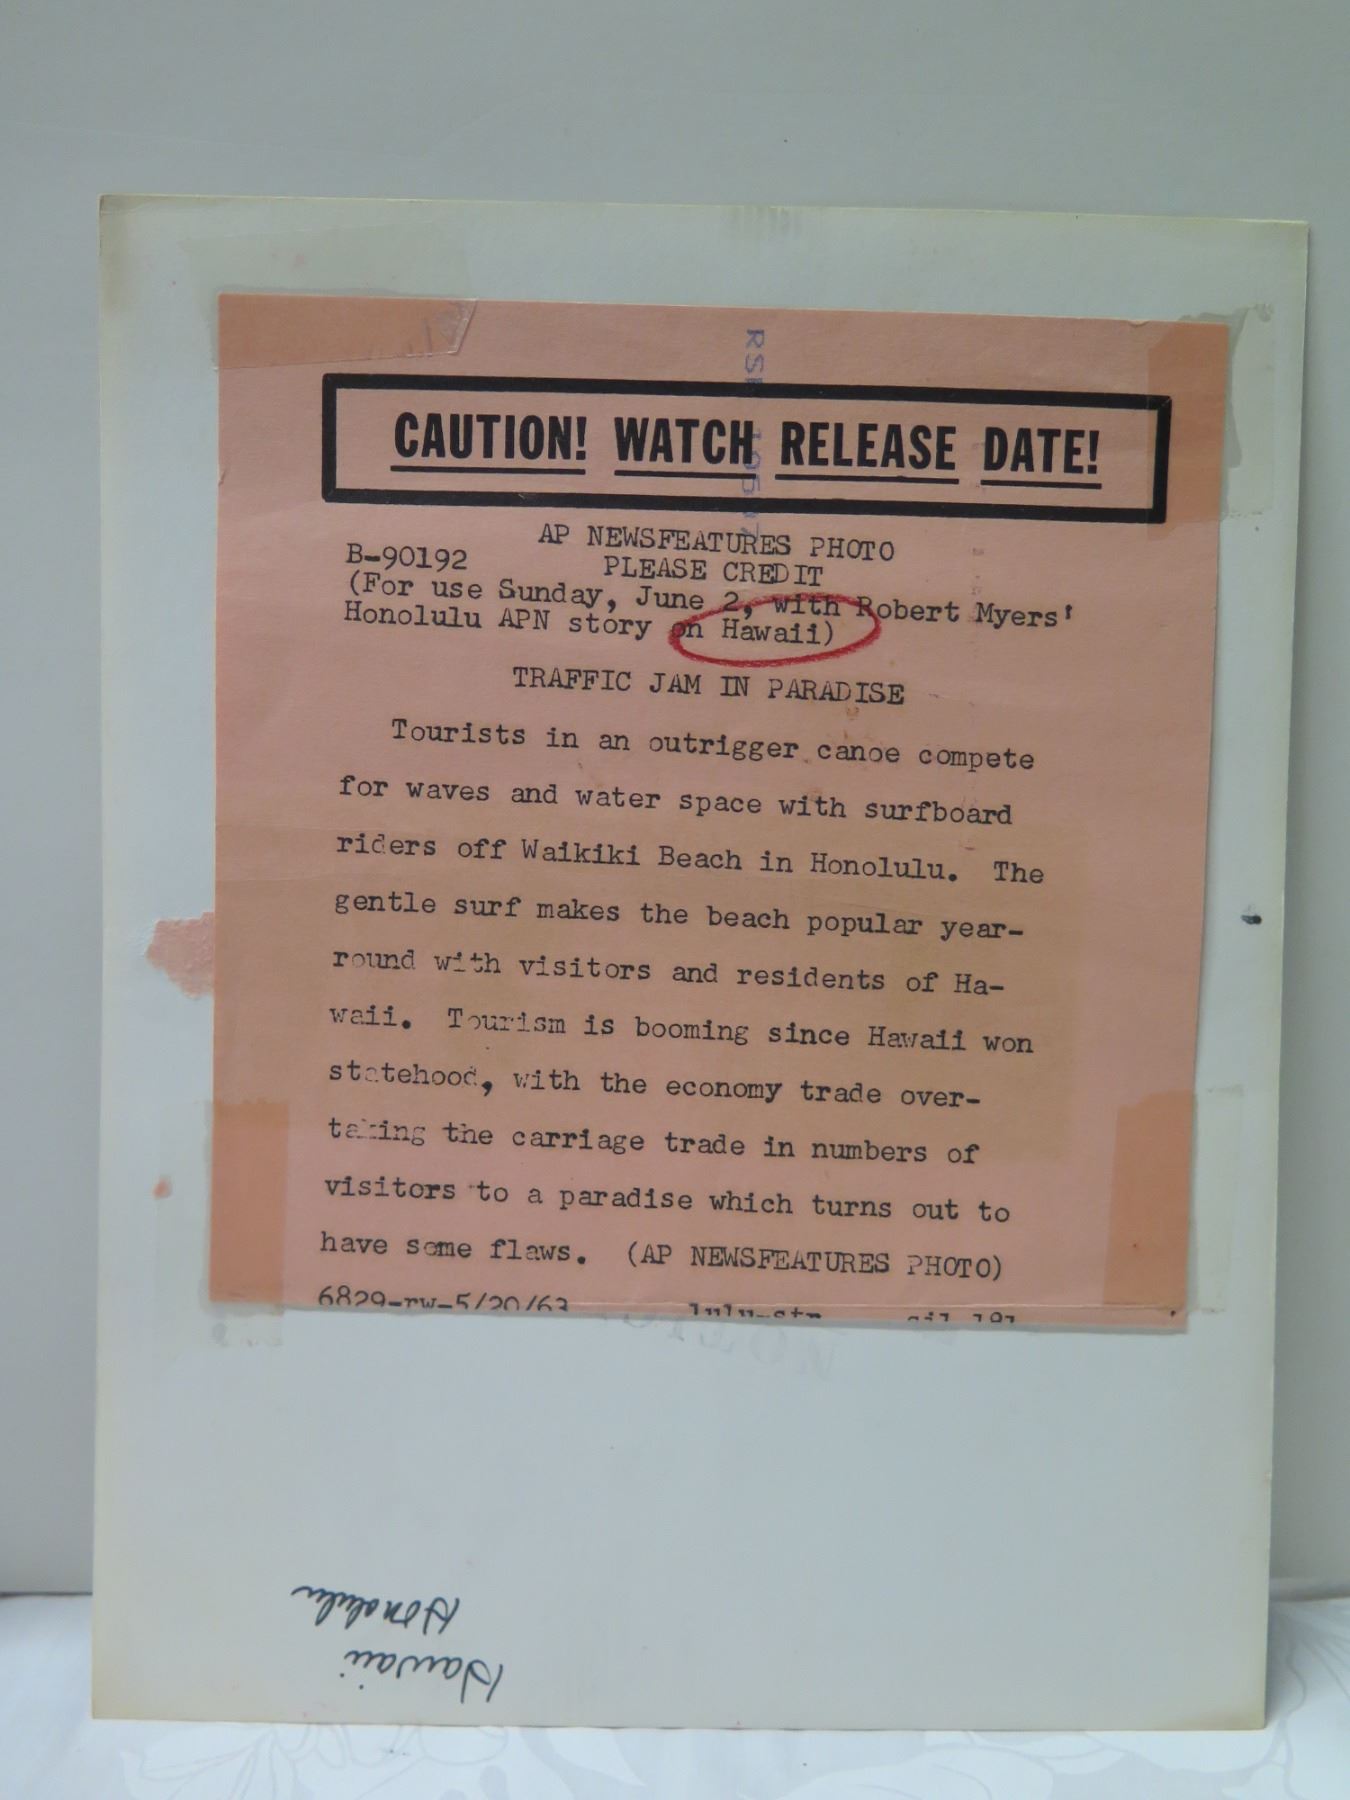 CAUTION! WATCH RELEASE DATE!
AP NEWSFEATURES PHOTO
B-90192 PLEASE CREDIT
(For use Sunday, June 2, with Robert Myers'
Honolulu APN story on Hawaii)
TRAFFIC JAM IN PARADISE
Tourists in an outrigger canoe compete
for waves and water space with surfboard
riders off Waikiki Beach in Honolulu. The
gentle surf makes the beach popular year-
round with visitors and residents of Ha-
waii. Tourism is booming since Hawaii won
statehood, with the economy trade over-
taking the carriage trade in numbers of
visitors to a paradise which turns out to
have some flaws. (AP NEWSFEATURES PHOTO)
6829-rw-5/20/63
Hawaii
Honolulu